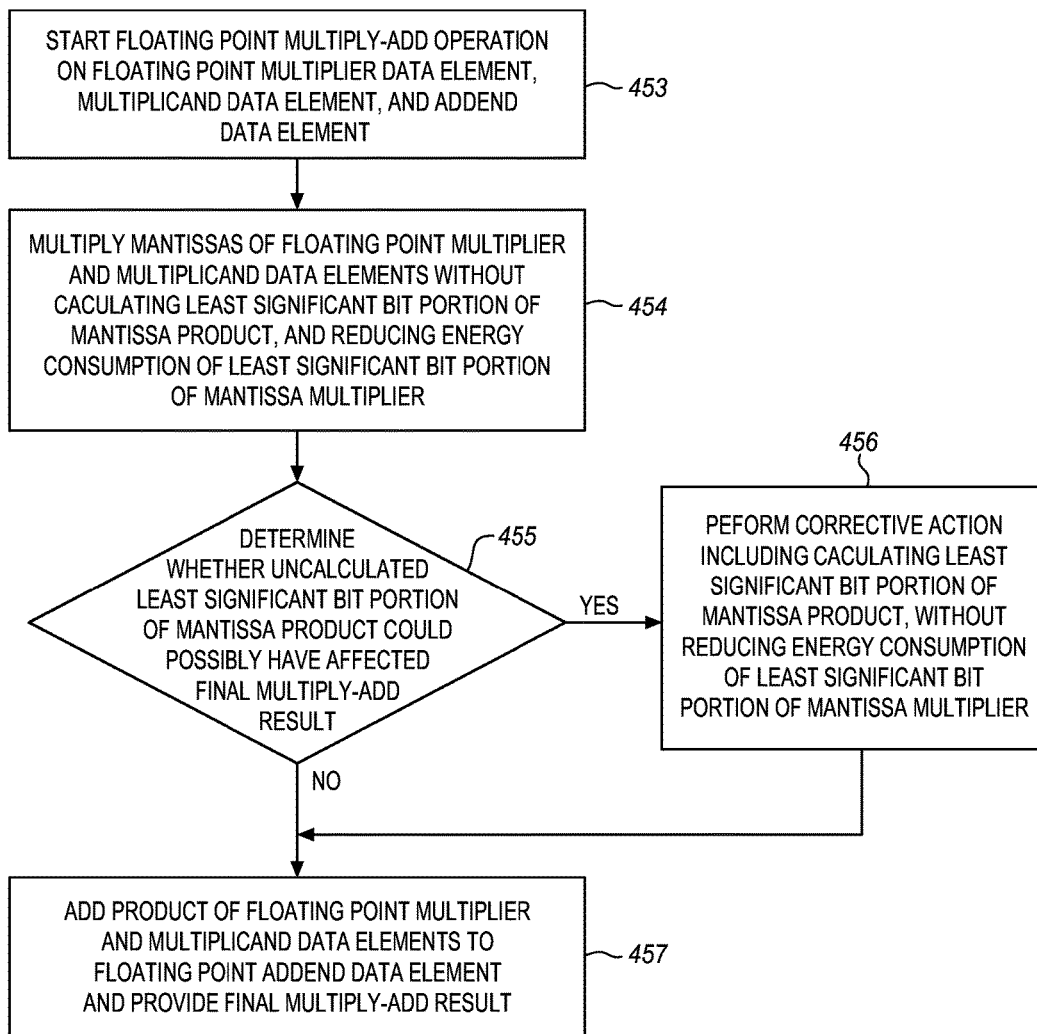 START FLOATING POINT MULTIPLY-ADD OPERATION
ON FLOATING POINT MULTIPLIER DATA ELEMENT,
MULTIPLICAND DATA ELEMENT, AND ADDEND
DATA ELEMENT
453
MULTIPLY MANTISSAS OF FLOATING POINT MULTIPLIER
AND MULTIPLICAND DATA ELEMENTS WITHOUT
CACULATING LEAST SIGNIFICANT BIT PORTION OF
MANTISSA PRODUCT, AND REDUCING ENERGY
CONSUMPTION OF LEAST SIGNIFICANT BIT PORTION
OF MANTISSA MULTIPLIER
454
DETERMINE
WHETHER UNCALCULATED
LEAST SIGNIFICANT BIT PORTION
OF MANTISSA PRODUCT COULD
POSSIBLY HAVE AFFECTED
FINAL MULTIPLY-ADD
RESULT
455
YES
NO
456
PEFORM CORRECTIVE ACTION
INCLUDING CACULATING LEAST
SIGNIFICANT BIT PORTION OF
MANTISSA PRODUCT, WITHOUT
REDUCING ENERGY CONSUMPTION
OF LEAST SIGNIFICANT BIT
PORTION OF MANTISSA MULTIPLIER
ADD PRODUCT OF FLOATING POINT MULTIPLIER
AND MULTIPLICAND DATA ELEMENTS TO
FLOATING POINT ADDEND DATA ELEMENT
AND PROVIDE FINAL MULTIPLY-ADD RESULT
457